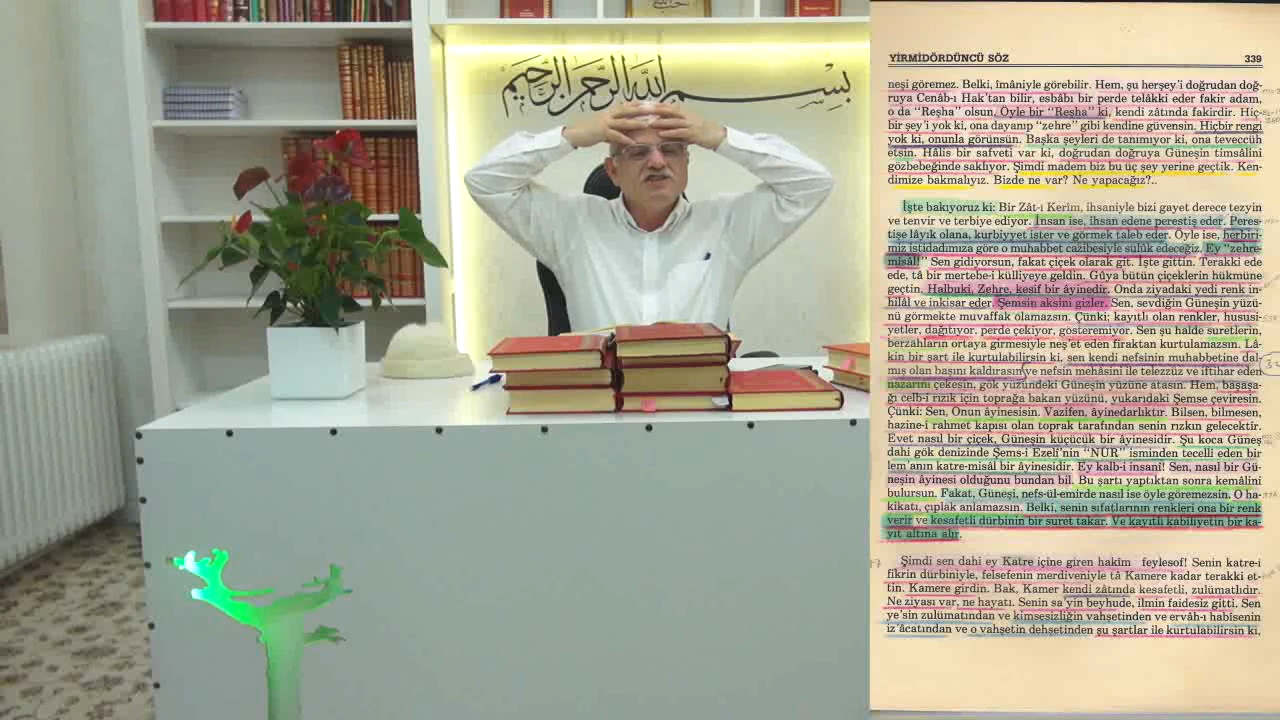 بسم الله الرحمن الرحيم
YİRMİDÖRDÜNCÜ SÖZ 339
neşi göremez. Belki, îmâniyle görebilir. Hem, şu herşey'i doğrudan doğ-
ruya Cenâb-ı Hak'tan bilir, esbâbı bir perde telâkki eder fakir adam,
o da "Reşha" olsun. Öyle bir "Reşha" ki, kendi zâtında fakirdir. Hiç-
bir şey'i yok ki, ona dayanıp "zehre" gibi kendine güvensin. Hiçbir rengi
yok ki, onunla görünsün. Başka şeyleri de tanımıyor ki, ona teveccüh
etsin. Hâlis bir safveti var ki, doğrudan doğruya Güneşin timsâlini
gözbebeğinde saklıyor. Şimdi madem biz bu üç şey yerine geçtik. Ken-
dimize bakmalıyız. Bizde ne var? Ne yapacağız?..
İşte bakıyoruz ki: Bir Zât-ı Kerîm, ihsaniyle bizi gayet derece tezyin
ve tenvir ve terbiye ediyor. İnsan ise, ihsan edene perestiş eder. Peres-
tişe lâyık olana, kurbiyyet ister ve görmek taleb eder. Öyle ise, herbiri-
miz istidadımıza göre o muhabbet cazibesiyle sülûk edeceğiz. Ey "zehre-
misâl!" Sen gidiyorsun, fakat çiçek olarak git. İşte gittin. Terakki ede
ede, tâ bir mertebe-i külliyeye geldin. Gûya bütün çiçeklerin hükmüne
geçtin. Halbuki, Zehre, kesif bir âyinedir. Onda ziyadaki yedi renk in-
hilâl ve inkisar eder. Şemsin aksini gizler. Sen, sevdiğin Güneşin yüzü-
nü görmekte muvaffak olamazsın. Çünki: kayıtlı olan renkler, hususi-
yetler, dağıtıyor, perde çekiyor, gösteremiyor. Sen şu halde suretlerin,
berzahların ortaya girmesiyle neş'et eden firaktan kurtulamazsın. Lâ-
kin bir şart ile kurtulabilirsin ki, sen kendi nefsinin muhabbetine dal-
mış olan başını kaldırasın ve nefsin mehâsini ile telezzüz ve iftihar eden
nazarını çekesin, gök yüzündeki Güneşin yüzüne atasın. Hem, başaşa-
ğı celb-i rızık için toprağa bakan yüzünü, yukarıdaki Şemse çeviresin.
Çünki: Sen, Onun âyinesisin. Vazifen, âyinedarlıktır. Bilsen, bilmesen,
hazine-i rahmet kapısı olan toprak tarafından senin rızkın gelecektir.
Evet nasıl bir çiçek, Güneşin küçücük bir âyinesidir. Şu koca Güneş
dahi gök denizinde Şems-i Ezelî'nin "NUR" isminden tecelli eden bir
lem'anın katre-misâl bir âyinesidir. Ey kalb-i insanî! Sen, nasıl bir Gü-
neşin âyinesi olduğunu bundan bil. Bu şartı yaptıktan sonra kemâlini
bulursun. Fakat, Güneşi, nefs-ül-emirde nasıl ise öyle göremezsin. O ha-
kikatı, çıplak anlamazsın. Belki, senin sıfatlarının renkleri ona bir renk
verir ve kesafetli dürbinin bir suret takar. Ve kayıtlı kabiliyetin bir ka-
yıt altına alır.
Şimdi sen dahi ey Katre içine giren hakîm feylesof! Senin katre-i
fikrin dürbiniyle, felsefenin merdiveniyle tâ Kamere kadar terakki et-
tin. Kamere girdin. Bak, Kamer kendi zâtında kesafetli, zulümatlıdır.
Ne ziyası var, ne hayatı. Senin sa'yin beyhude, ilmin faidesiz gitti. Sen
ye'sin zulümatından ve kimsesizliğin vahşetinden ve ervâh-ı habîsenin
iz'âcatından ve o vahşetin dehşetinden şu şartlar ile kurtulabilirsin ki,